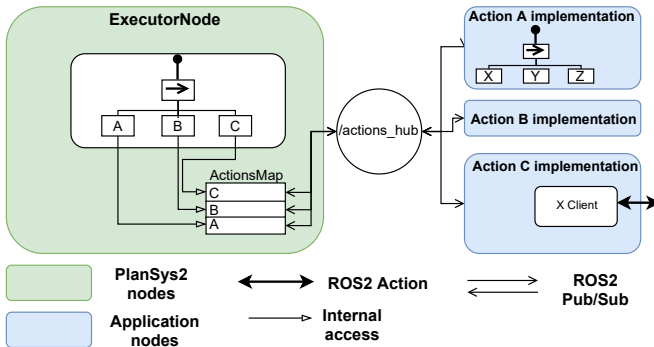 ExecutorNode
A
B
C
ActionsMap
C
B
A
/actions_hub
Action A implementation
X
Y
Z
Action B implementation
Action C implementation
X Client
PlanSys2
nodes
ROS2 Action
ROS2
Pub/Sub
Application
nodes
Internal
access